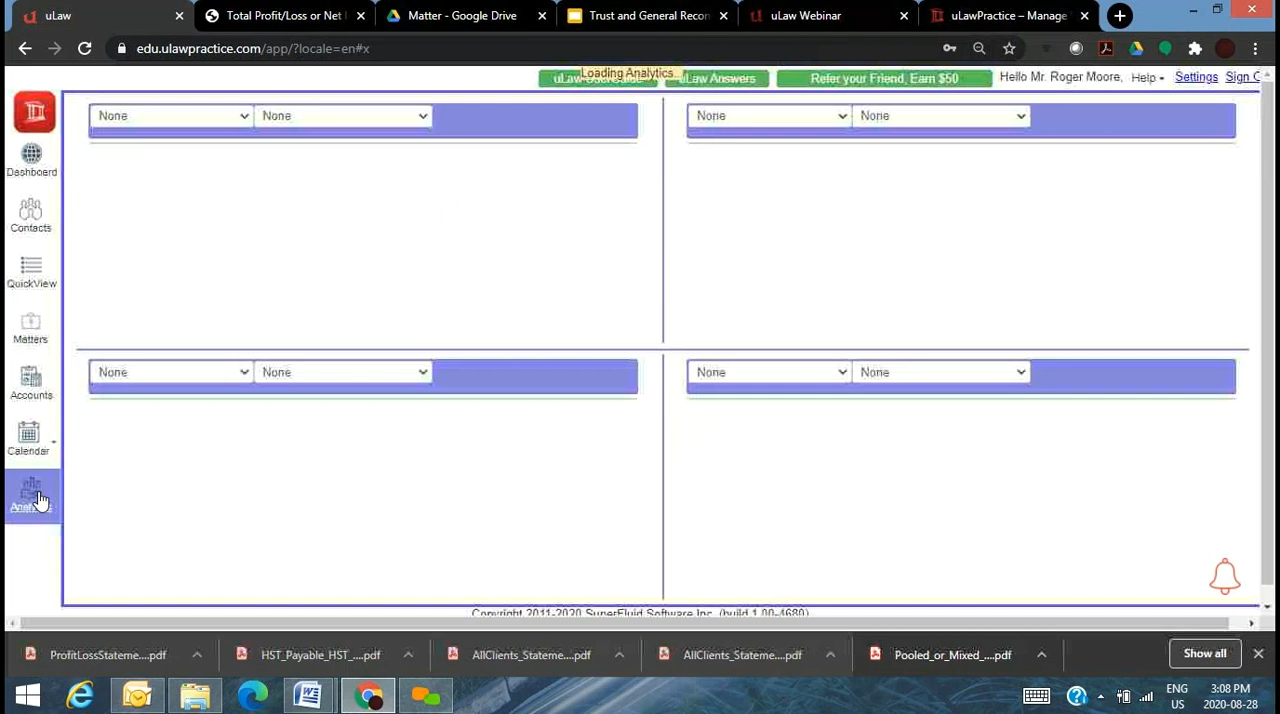 uLaw
Total Profit/Loss or Net
Matter - Google Drive
Trust and General Recon
uLaw Webinar
uLawPractice – Manage
edu.ulawpractice.com/app/?locale=en#x
Loading Analytics...
uLaw
uLaw Answers
Refer your Friend, Earn $50
Hello Mr. Roger Moore,
Help
Settings
Sign O
Dashboard
Contacts
QuickView
Matters
Accounts
Calendar
None None
None None
None None
None None
Copyright 2011-2020 SuperFluid Software Inc. (build 1.00-4680)
ProfitLossStateme....pdf
HST_Payable_HST_....pdf
AllClients_Stateme....pdf
AllClients_Stateme....pdf
Pooled_or_Mixed_....pdf
Show all
ENG
US
3:08 PM
2020-08-28